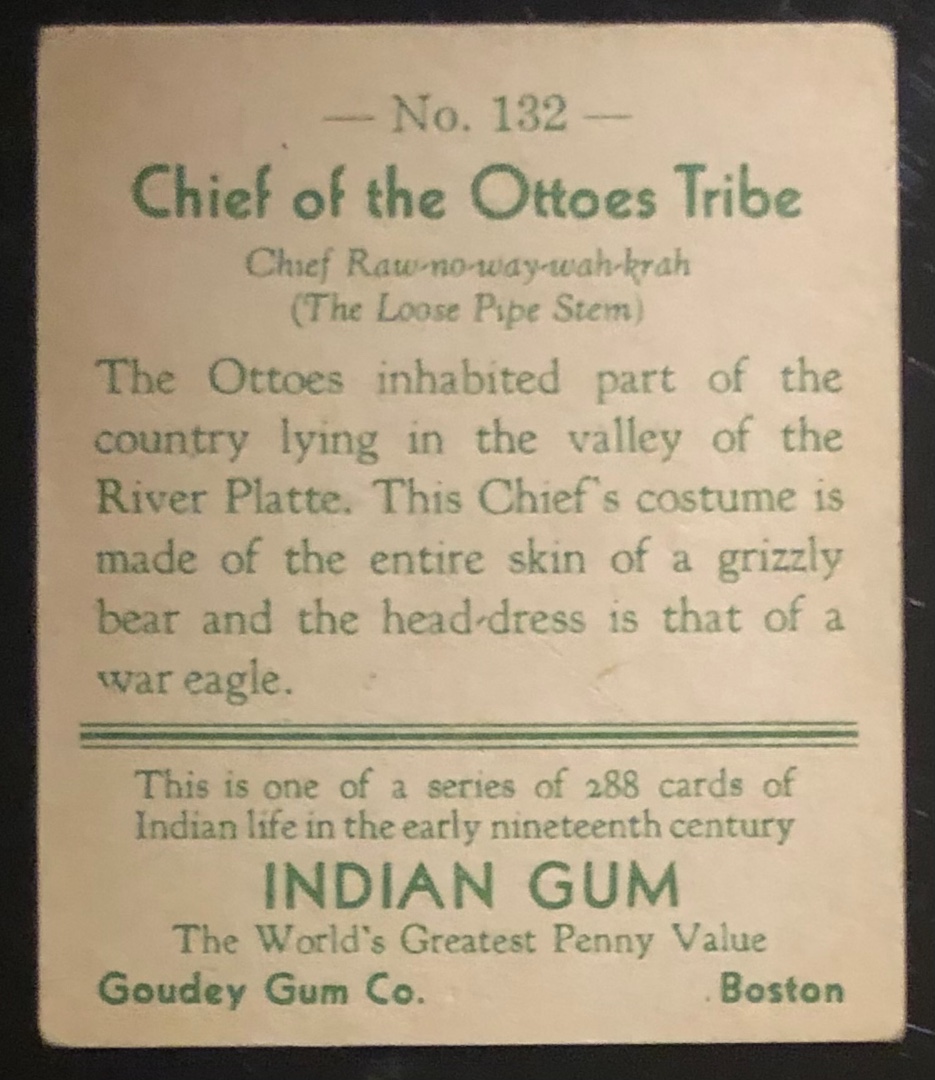 — No. 132 —
Chief of the Ottoes Tribe
Chief Raw-no-way-wah-krah
(The Loose Pipe Stem)
The Ottoes inhabited part of the
country lying in the valley of the
River Platte. This Chief's costume is
made of the entire skin of a grizzly
bear and the head-dress is that of a
war eagle.
This is one of a series of 288 cards of
Indian life in the early nineteenth century
INDIAN GUM
The World's Greatest Penny Value
Goudey Gum Co. Boston